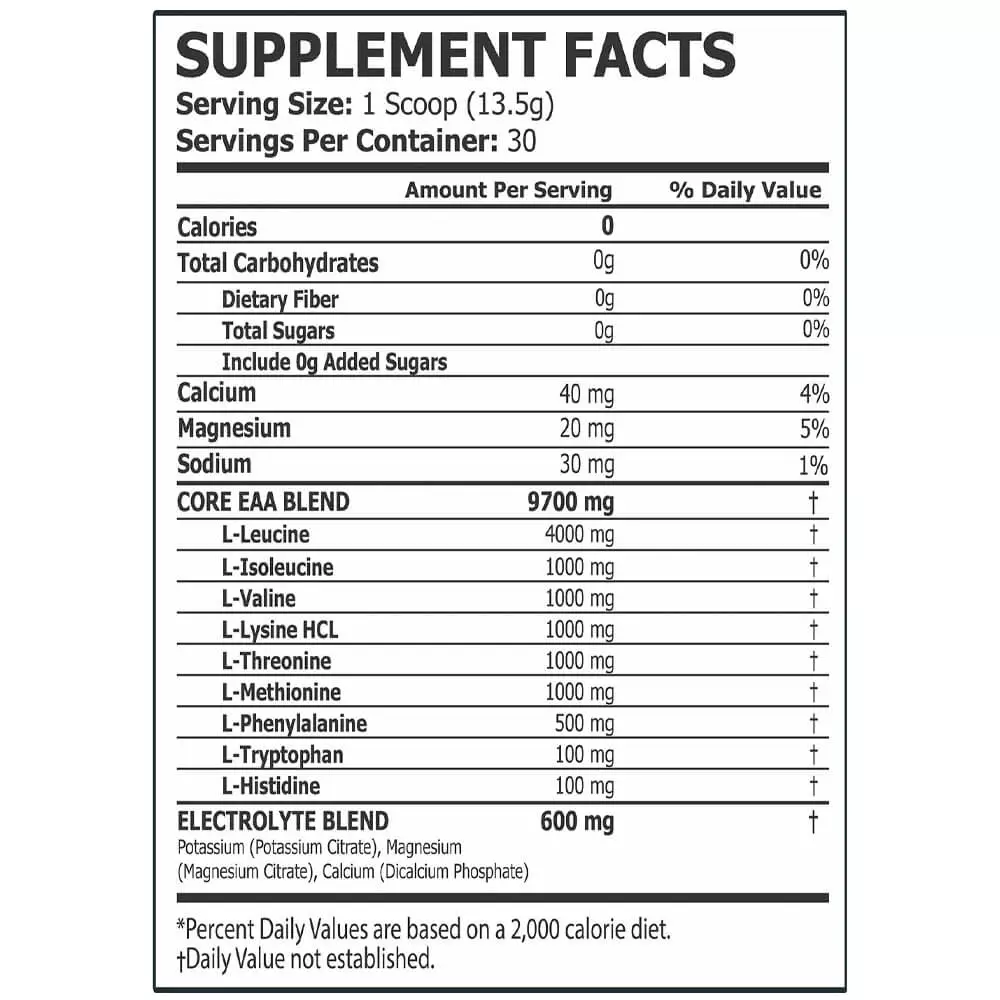 SUPPLEMENT FACTS
Serving Size: 1 Scoop (13.5g)
Servings Per Container: 30
Amount Per Serving % Daily Value
Calories 0
Total Carbohydrates 0g 0%
Dietary Fiber 0g 0%
Total Sugars 0g 0%
Include 0g Added Sugars
Calcium 40 mg 4%
Magnesium 20 mg 5%
Sodium 30 mg 1%
CORE EAA BLEND 9700 mg †
L-Leucine 4000 mg †
L-Isoleucine 1000 mg †
L-Valine 1000 mg †
L-Lysine HCL 1000 mg †
L-Threonine 1000 mg †
L-Methionine 1000 mg †
L-Phenylalanine 500 mg †
L-Tryptophan 100 mg †
L-Histidine 100 mg †
ELECTROLYTE BLEND 600 mg †
Potassium (Potassium Citrate), Magnesium
(Magnesium Citrate), Calcium (Dicalcium Phosphate)
*Percent Daily Values are based on a 2,000 calorie diet.
†Daily Value not established.